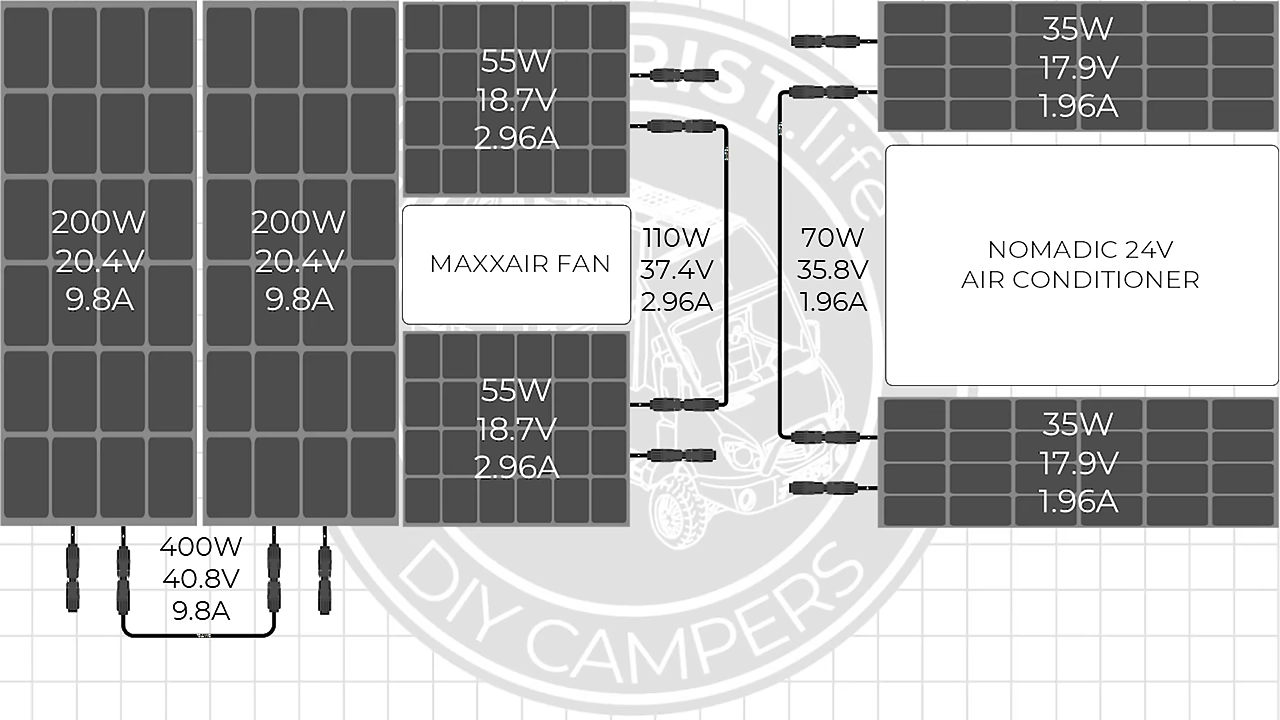 200W
20.4V
9.8A
200W
20.4V
9.8A
400W
40.8V
9.8A
55W
18.7V
2.96A
MAXXAIR FAN
55W
18.7V
2.96A
110W
37.4V
2.96A
70W
35.8V
1.96A
35W
17.9V
1.96A
NOMADIC 24V
AIR CONDITIONER
35W
17.9V
1.96A
RIST.life
DIY CAMPERS